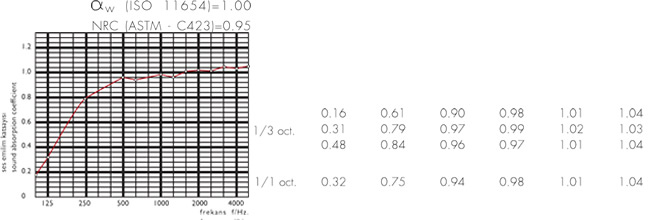 αw (ISO 11654)=1.00
NRC (ASTM - C423)=0.95
1.2
1.0
0.8
0.6
0.4
0.2
0
ses emilim katsayısı
sound absorption coefficient
125 250 500 1000 2000 4000
frekans f/Hz.
0.16 0.61 0.90 0.98 1.01 1.04
1/3 oct. 0.31 0.79 0.97 0.99 1.02 1.03
0.48 0.84 0.96 0.97 1.01 1.04
1/1 oct. 0.32 0.75 0.94 0.98 1.01 1.04